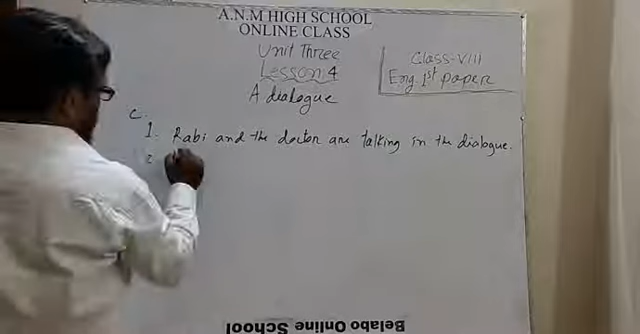 A.N.M HIGH SCHOOL
ONLINE CLASS
Unit Three
Lesson 4
A dialogue
Class-VIII
Eng. 1st paper
C.
1. Rabi and the doctor are talking in the dialogue.
2
Belabo Online School